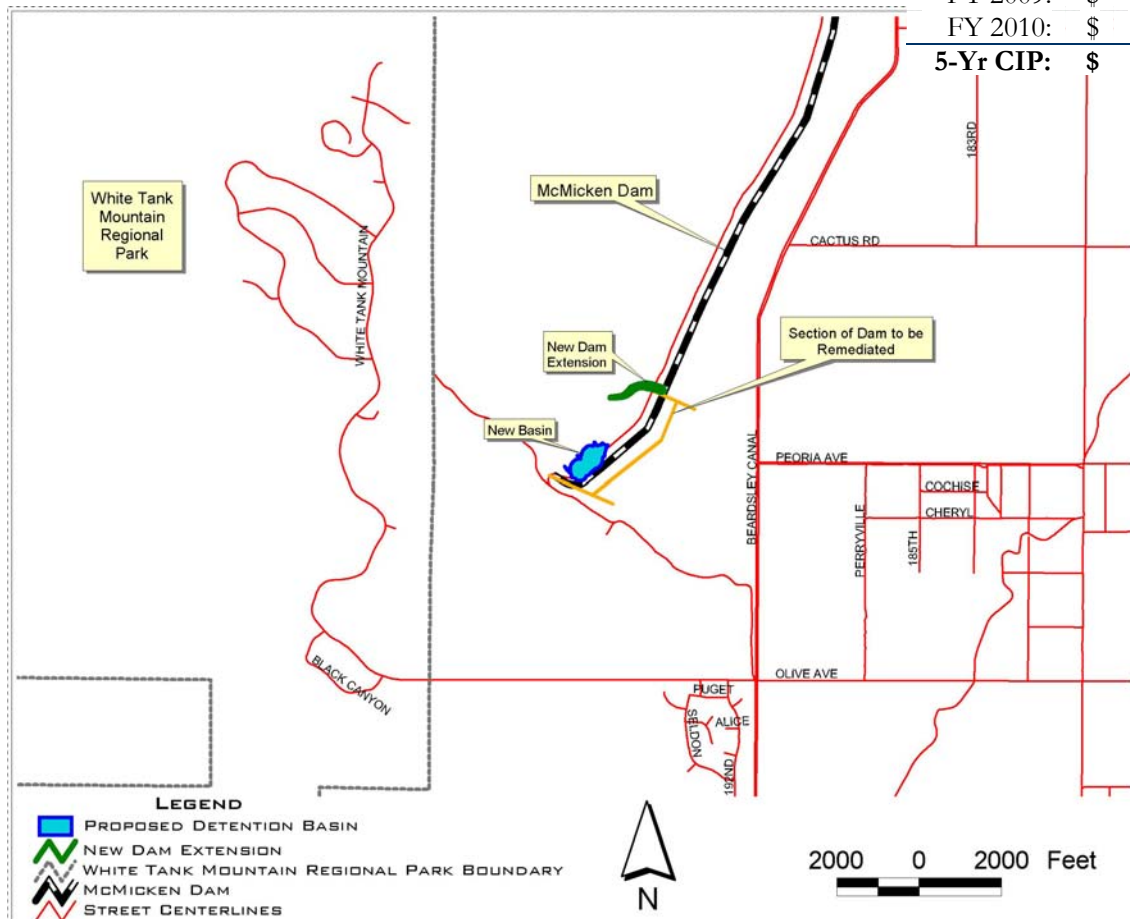 FY 2009: $
FY 2010: $
5-Yr CIP: $
183RD
McMicken Dam
White Tank
Mountain
Regional
Park
CACTUS RD
WHITE TANK MOUNTAIN
New Dam
Extension
Section of Dam to be
Remediated
New Basin
BEARDSLEY CANAL
PEORIA AVE
COCHISE
CHERYL
PERRYVILLE
185TH
BLACK CANYON
OLIVE AVE
PUGET
SELDON
ALICE
192ND
LEGEND
PROPOSED DETENTION BASIN
NEW DAM EXTENSION
WHITE TANK MOUNTAIN REGIONAL PARK BOUNDARY
MCMICKEN DAM
STREET CENTERLINES
N
2000 0 2000 Feet